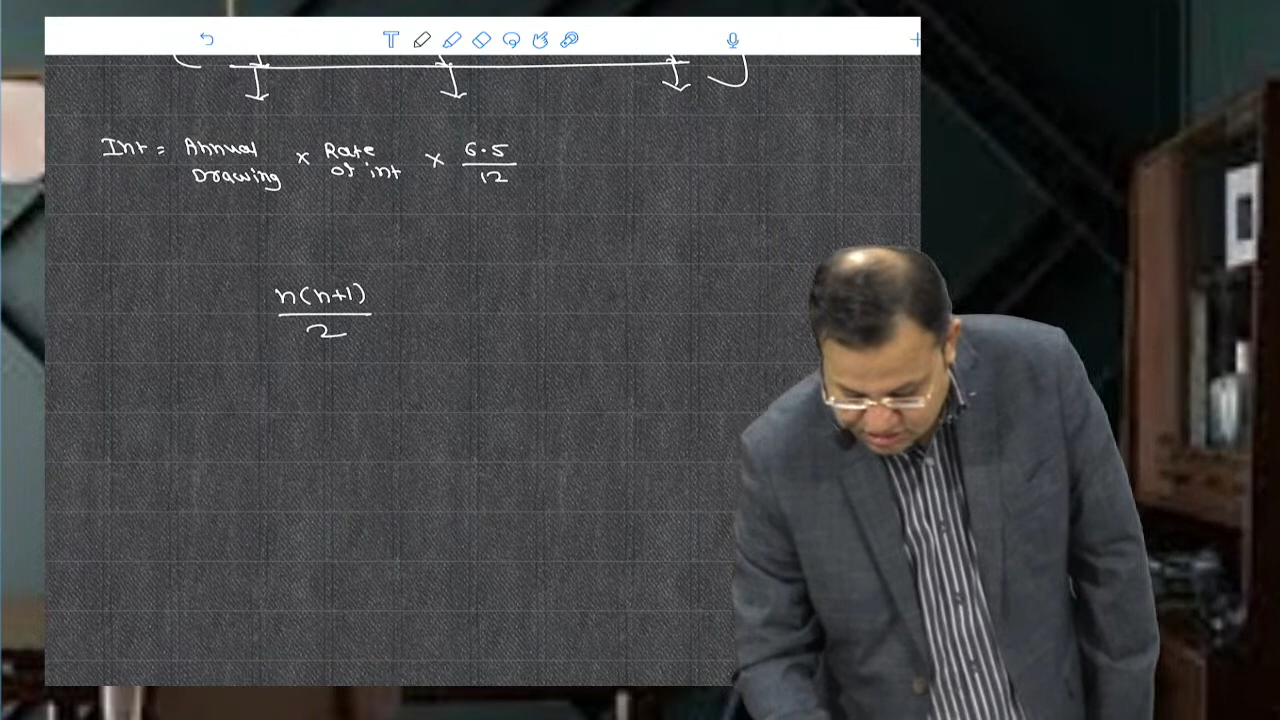 T
Int = Annual Drawing × Rate of int × 6.5/12
n(n+1)
2